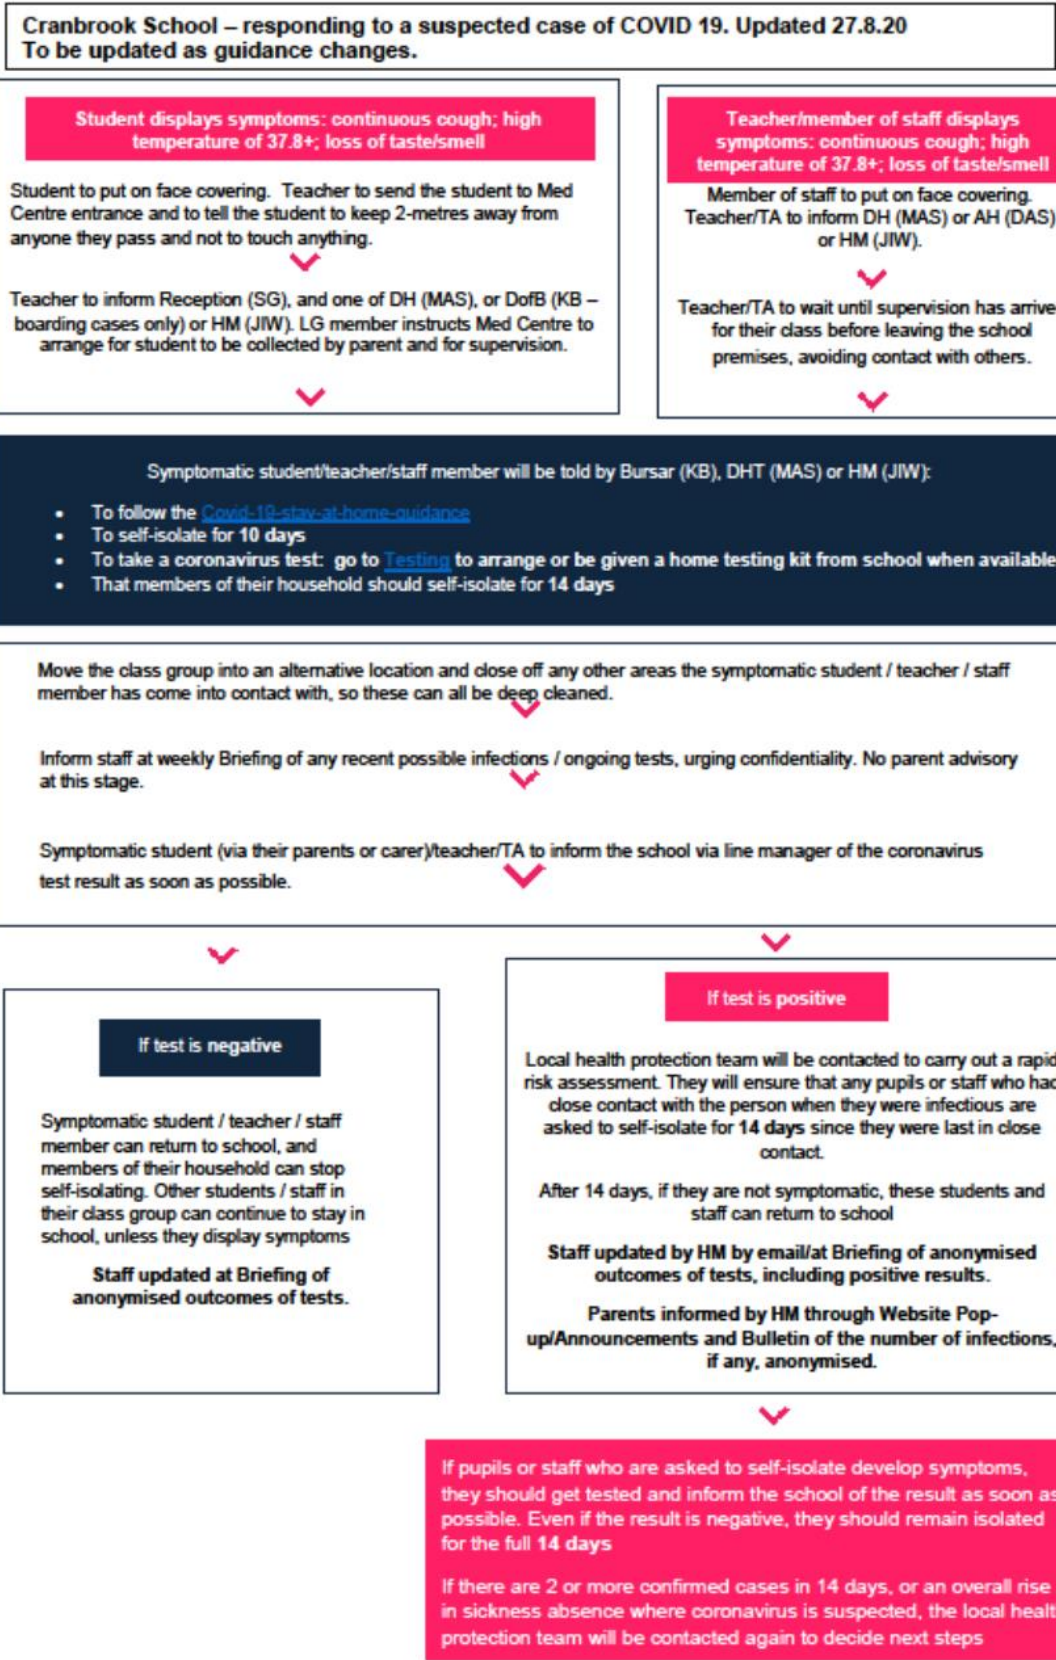 Cranbrook School – responding to a suspected case of COVID 19. Updated 27.8.20
To be updated as guidance changes.
Student displays symptoms: continuous cough; high
temperature of 37.8+; loss of taste/smell
Student to put on face covering. Teacher to send the student to Med
Centre entrance and to tell the student to keep 2-metres away from
anyone they pass and not to touch anything.
Teacher to inform Reception (SG), and one of DH (MAS), or DofB (KB –
boarding cases only) or HM (JIW). LG member instructs Med Centre to
arrange for student to be collected by parent and for supervision.
Teacher/member of staff displays
symptoms: continuous cough; high
temperature of 37.8+; loss of taste/smell
Member of staff to put on face covering.
Teacher/TA to inform DH (MAS) or AH (DAS)
or HM (JIW).
Teacher/TA to wait until supervision has arrive
for their class before leaving the school
premises, avoiding contact with others.
Symptomatic student/teacher/staff member will be told by Bursar (KB), DHT (MAS) or HM (JIW):
• To follow the Covid-19-stay-at-home-guidance
• To self-isolate for 10 days
• To take a coronavirus test: go to Testing to arrange or be given a home testing kit from school when available
• That members of their household should self-isolate for 14 days
Move the class group into an alternative location and close off any other areas the symptomatic student / teacher / staff
member has come into contact with, so these can all be deep cleaned.
Inform staff at weekly Briefing of any recent possible infections / ongoing tests, urging confidentiality. No parent advisory
at this stage.
Symptomatic student (via their parents or carer)/teacher/TA to inform the school via line manager of the coronavirus
test result as soon as possible.
If test is negative
Symptomatic student / teacher / staff
member can return to school, and
members of their household can stop
self-isolating. Other students / staff in
their class group can continue to stay in
school, unless they display symptoms
Staff updated at Briefing of
anonymised outcomes of tests.
If test is positive
Local health protection team will be contacted to carry out a rapid
risk assessment. They will ensure that any pupils or staff who had
close contact with the person when they were infectious are
asked to self-isolate for 14 days since they were last in close
contact.
After 14 days, if they are not symptomatic, these students and
staff can return to school
Staff updated by HM by email/at Briefing of anonymised
outcomes of tests, including positive results.
Parents informed by HM through Website Pop-
up/Announcements and Bulletin of the number of infections,
if any, anonymised.
If pupils or staff who are asked to self-isolate develop symptoms,
they should get tested and inform the school of the result as soon as
possible. Even if the result is negative, they should remain isolated
for the full 14 days
If there are 2 or more confirmed cases in 14 days, or an overall rise
in sickness absence where coronavirus is suspected, the local healt
protection team will be contacted again to decide next steps